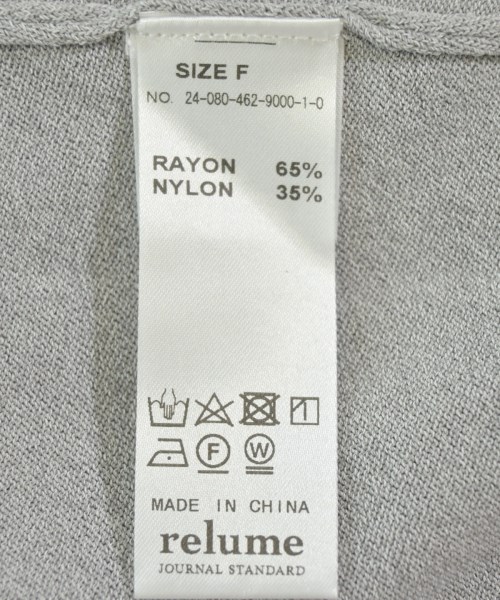 SIZE F
NO. 24-080-462-9000-1-0
RAYON 65%
NYLON 35%
F W
MADE IN CHINA
relume
JOURNAL STANDARD